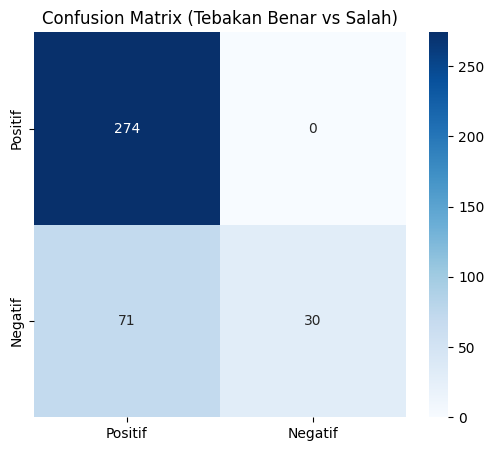 Confusion Matrix (Tebakan Benar vs Salah)
Positif
274
0
Negatif
71
30
Positif
Negatif
250
200
150
100
50
0